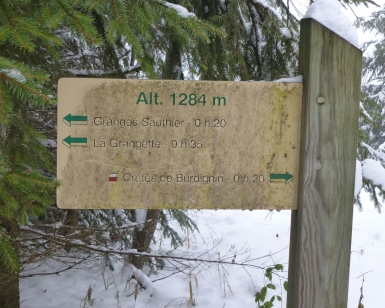 Alt. 1284 m
Granges Sauthier - 0 h 20
La Grangette 0 h 35
Crêtes de Burdignin - 0 h 20